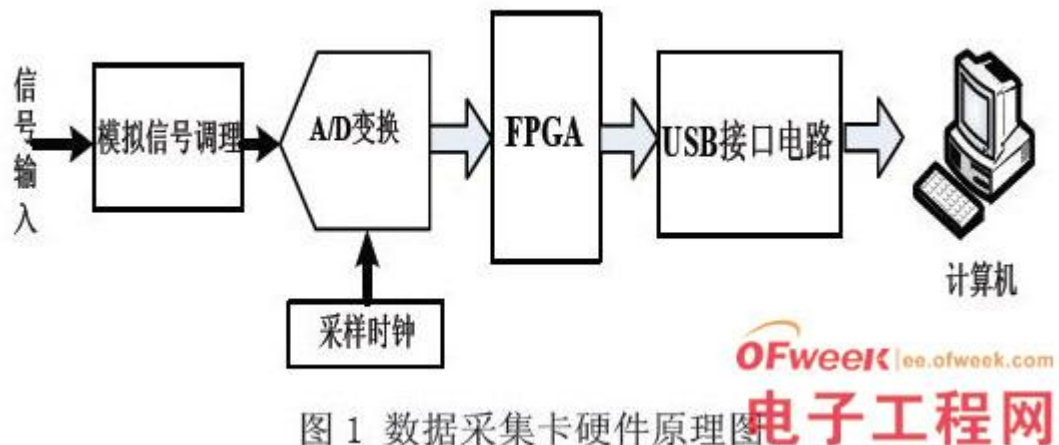 信号输入
模拟信号调理
A/D变换
FPGA
USB接口电路
计算机
采样时钟
OFweek | ee.ofweek.com
电子工程网
图 1 数据采集卡硬件原理图